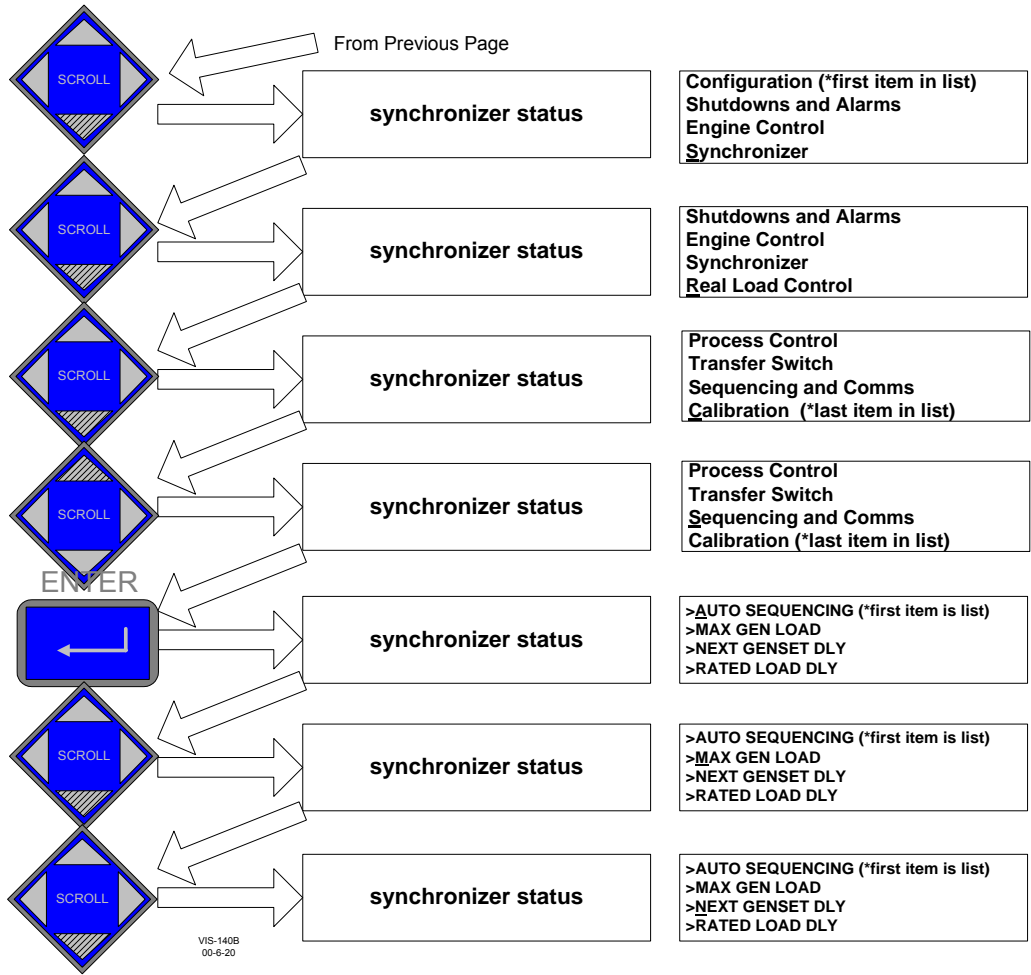 From Previous Page
SCROLL
synchronizer status
Configuration (*first item in list)
Shutdowns and Alarms
Engine Control
Synchronizer
SCROLL
synchronizer status
Shutdowns and Alarms
Engine Control
Synchronizer
Real Load Control
SCROLL
synchronizer status
Process Control
Transfer Switch
Sequencing and Comms
Calibration (*last item in list)
SCROLL
synchronizer status
Process Control
Transfer Switch
Sequencing and Comms
Calibration (*last item in list)
ENTER
synchronizer status
>AUTO SEQUENCING (*first item is list)
>MAX GEN LOAD
>NEXT GENSET DLY
>RATED LOAD DLY
SCROLL
synchronizer status
>AUTO SEQUENCING (*first item is list)
>MAX GEN LOAD
>NEXT GENSET DLY
>RATED LOAD DLY
SCROLL
synchronizer status
>AUTO SEQUENCING (*first item is list)
>MAX GEN LOAD
>NEXT GENSET DLY
>RATED LOAD DLY
VIS-140B
00-6-20